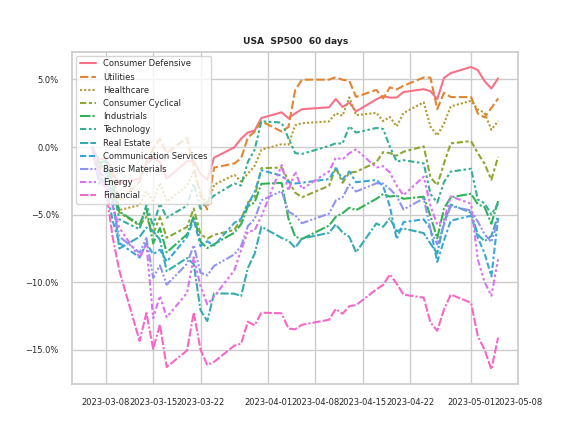 USA  SP500  60 days
5.0%
0.0%
−5.0%
−10.0%
−15.0%
Consumer Defensive
Utilities
Healthcare
Consumer Cyclical
Industrials
Technology
Real Estate
Communication Services
Basic Materials
Energy
Financial
2023-03-08 2023-03-15 2023-03-22 2023-04-01 2023-04-08 2023-04-15 2023-04-22 2023-05-01 2023-05-08